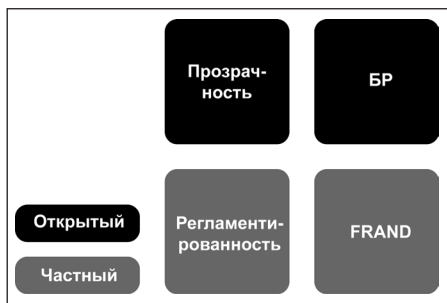 Прозрач-
ность
БР
Открытый
Частный
Регламенти-
рованность
FRAND